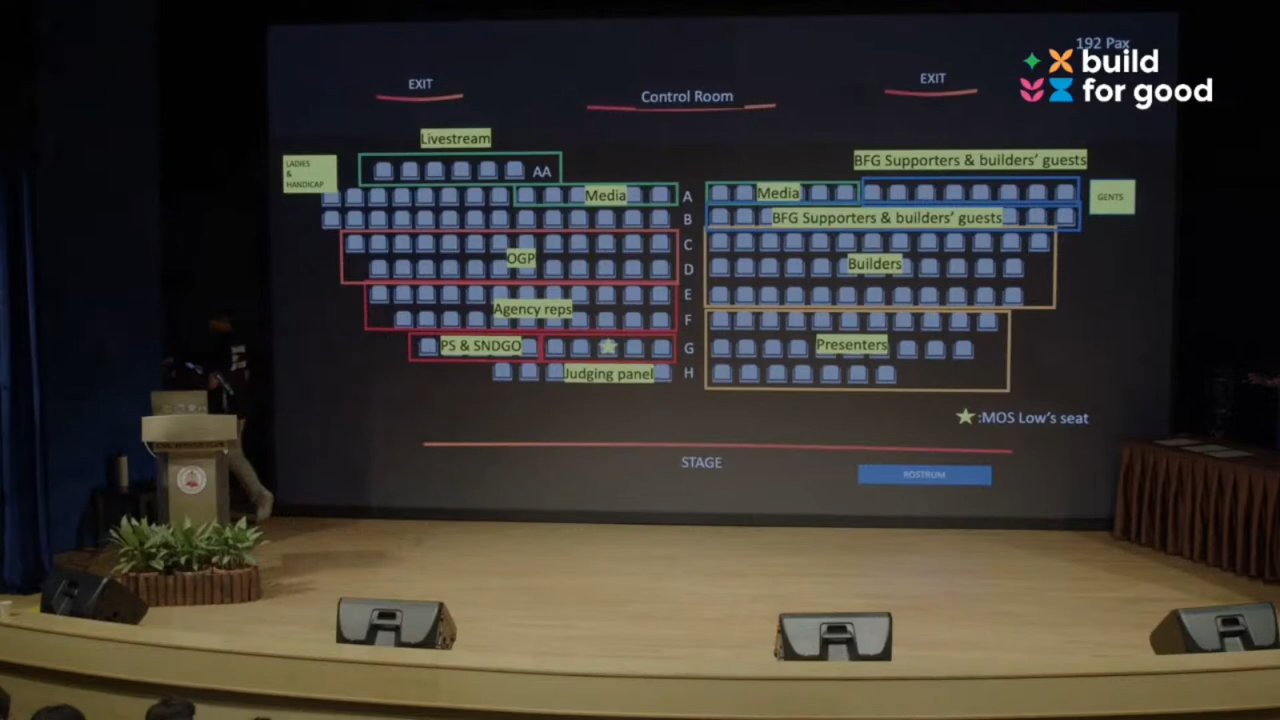 192 Pax
build
for good
EXIT
EXIT
Control Room
Livestream
BFG Supporters & builders' guests
LADIES
&
HANDICAP
AA
Media
A
Media
GENTS
B
BFG Supporters & builders' guests
C
OGP
Builders
D
E
Agency reps
F
PS & SNDGO
G
Presenters
Judging panel
H
:MOS Low's seat
STAGE
ROSTRUM